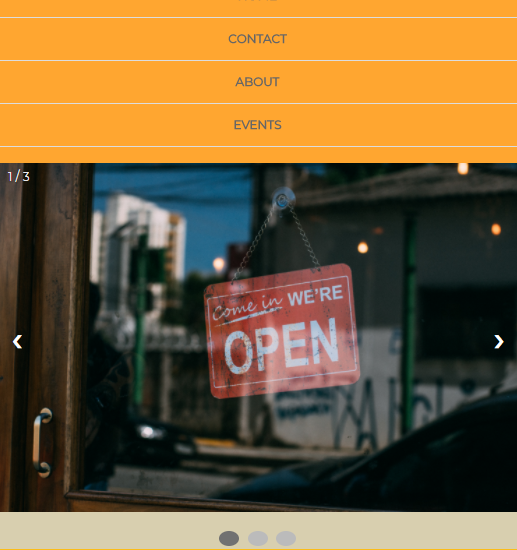 CONTACT
ABOUT
EVENTS
1 / 3
Come in WE'RE
OPEN